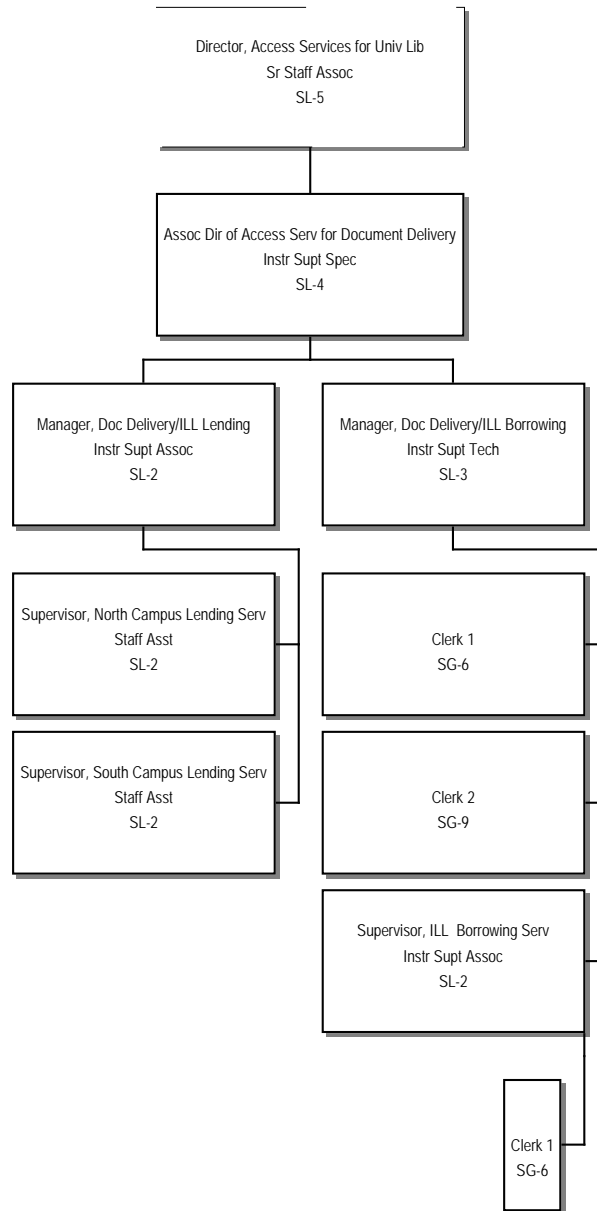 Director, Access Services for Univ Lib
Sr Staff Assoc
SL-5
Assoc Dir of Access Serv for Document Delivery
Instr Supt Spec
SL-4
Manager, Doc Delivery/ILL Lending
Instr Supt Assoc
SL-2
Manager, Doc Delivery/ILL Borrowing
Instr Supt Tech
SL-3
Supervisor, North Campus Lending Serv
Staff Asst
SL-2
Clerk 1
SG-6
Supervisor, South Campus Lending Serv
Staff Asst
SL-2
Clerk 2
SG-9
Supervisor, ILL  Borrowing Serv
Instr Supt Assoc
SL-2
Clerk 1
SG-6